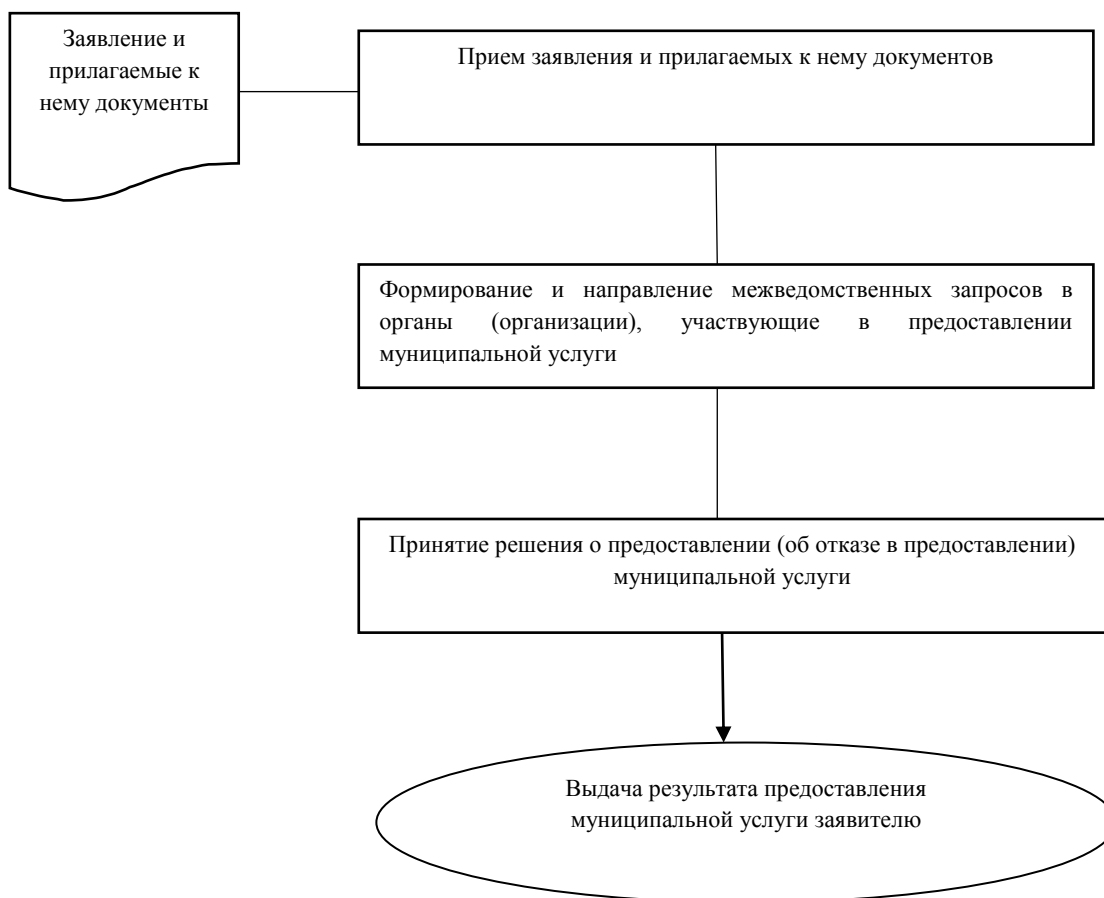 Заявление и
прилагаемые к
нему документы
Прием заявления и прилагаемых к нему документов
Формирование и направление межведомственных запросов в
органы (организации), участвующие в предоставлении
муниципальной услуги
Принятие решения о предоставлении (об отказе в предоставлении)
муниципальной услуги
Выдача результата предоставления
муниципальной услуги заявителю